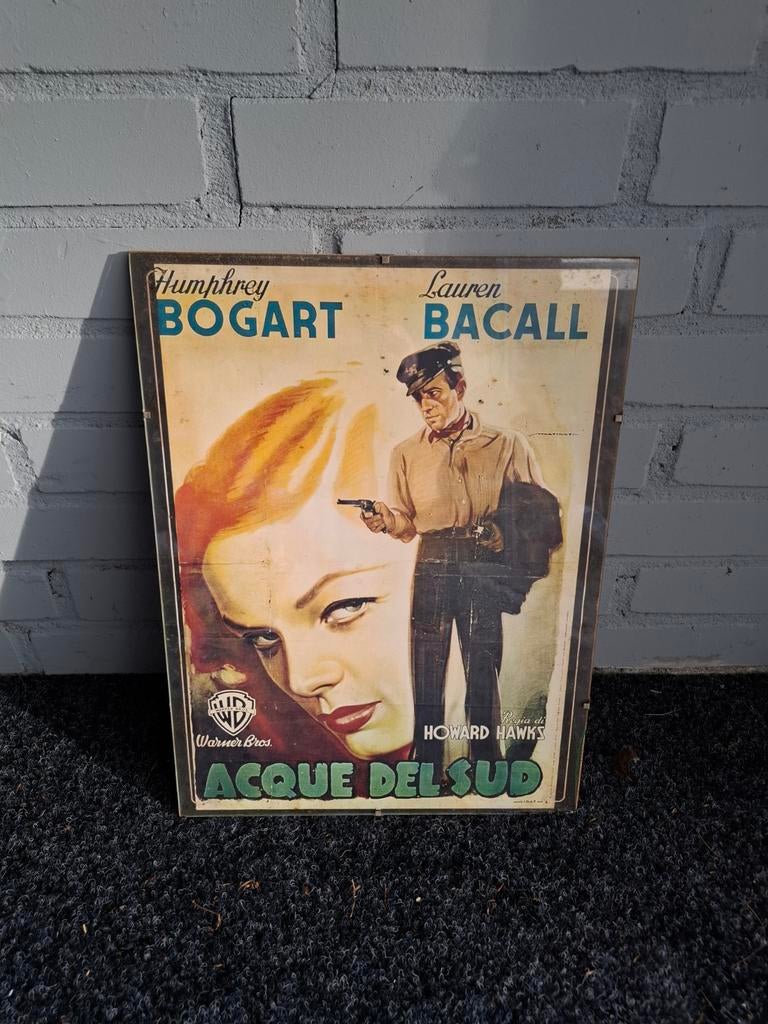 Humphrey
BOGART
Lauren
BACALL
WB
Warner Bros.
Regia di
HOWARD HAWKS
ACQUE DEL SUD